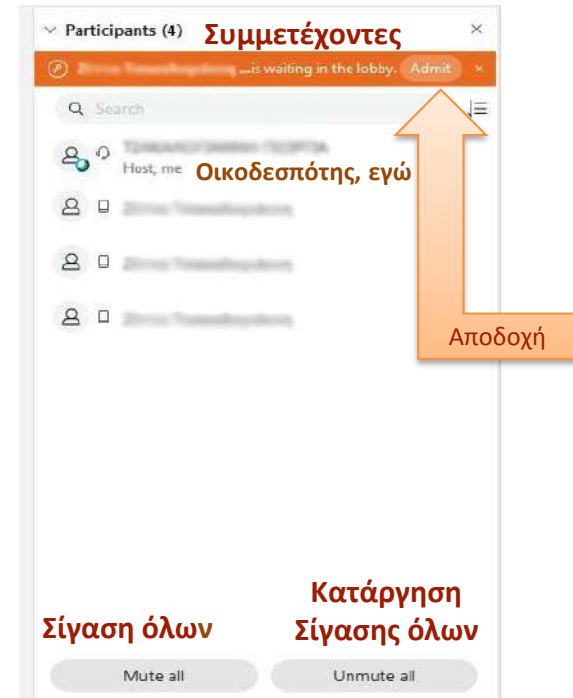 Participants (4) Συμμετέχοντες
...is waiting in the lobby. Admit
Search
Host, me Οικοδεσπότης, εγώ
Αποδοχή
Σίγαση όλων
Κατάργηση
Σίγασης όλων
Mute all
Unmute all